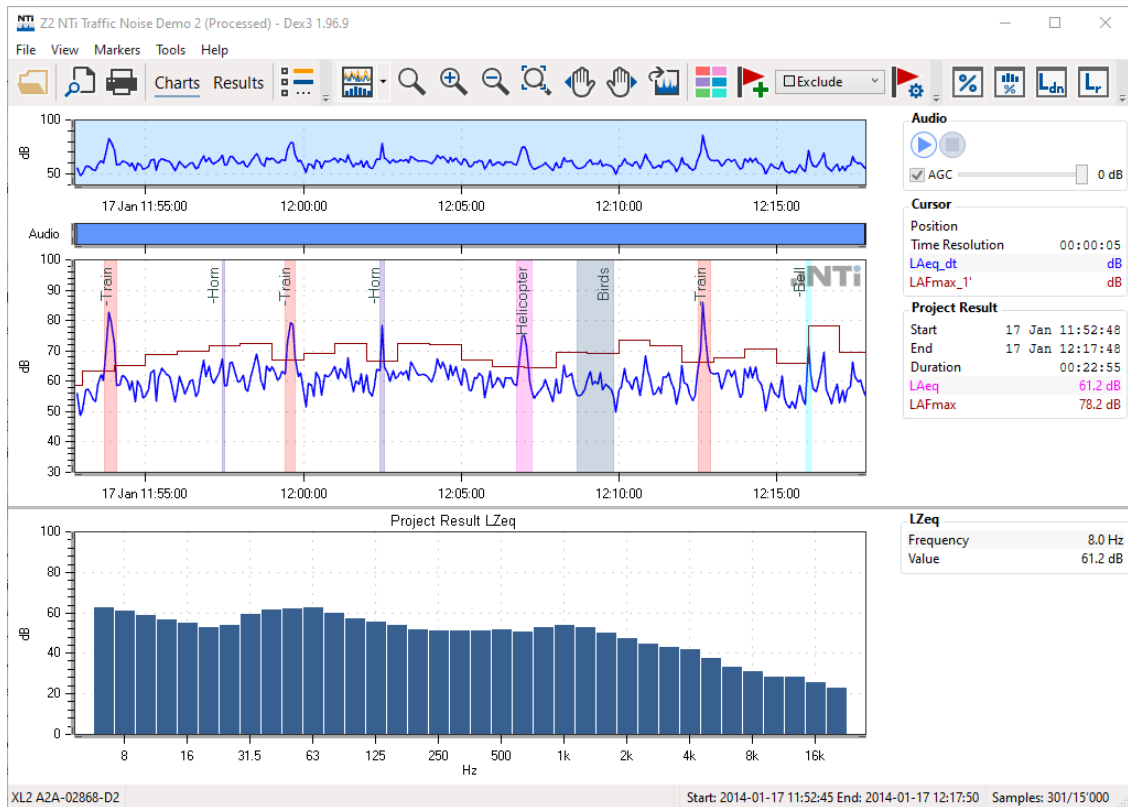 Z2 NTi Traffic Noise Demo 2 (Processed) - Dex3 1.96.9
File View Markers Tools Help
Charts Results Exclude % % Ldn Lr
100
dB
50
17 Jan 11:55:00 12:00:00 12:05:00 12:10:00 12:15:00
Audio
-Train -Horn -Train -Horn -Helicopter Birds -Train -Bell NTi
100
90
80
70
dB
60
50
40
30
17 Jan 11:55:00 12:00:00 12:05:00 12:10:00 12:15:00
Audio
AGC 0 dB
Cursor
Position
Time Resolution 00:00:05
LAeq_dt dB
LAFmax_1' dB
Project Result
Start 17 Jan 11:52:48
End 17 Jan 12:17:48
Duration 00:22:55
LAeq 61.2 dB
LAFmax 78.2 dB
Project Result LZeq
100
80
60
dB
40
20
0
8 16 31.5 63 125 250 500 1k 2k 4k 8k 16k
Hz
LZeq
Frequency 8.0 Hz
Value 61.2 dB
XL2 A2A-02868-D2 Start: 2014-01-17 11:52:45 End: 2014-01-17 12:17:50 Samples: 301/15'000